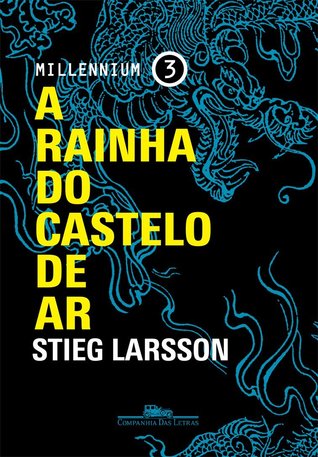 MILLENNIUM 3
A
RAINHA
DO
CASTELO
DE
AR
STIEG LARSSON
COMPANHIA DAS LETRAS